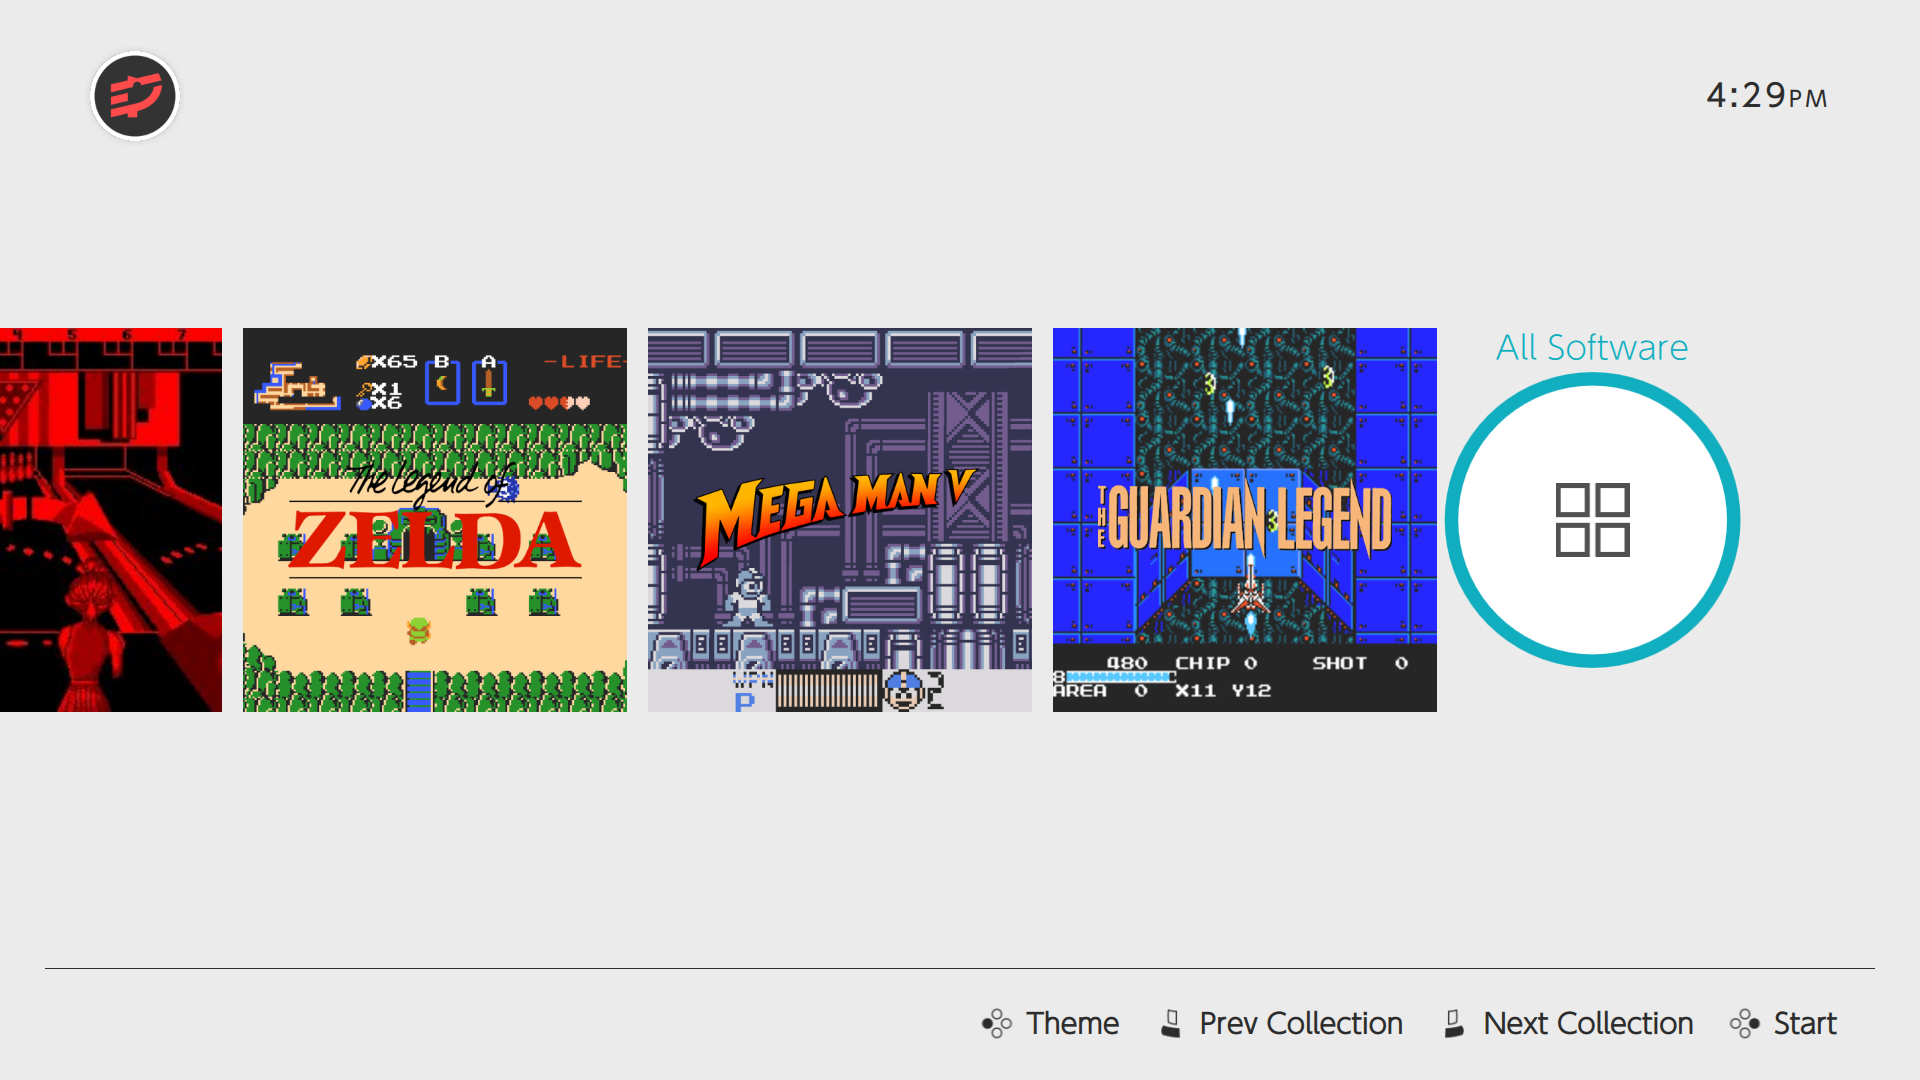 4:29PM
4 5 6 7
X65 B A -LIFE-
X1
X6
The Legend of
ZELDA
MEGA MAN V
P 2
THE GUARDIAN LEGEND
480 CHIP 0 SHOT 0
8
AREA 0 X11 Y12
All Software
Theme Prev Collection Next Collection Start